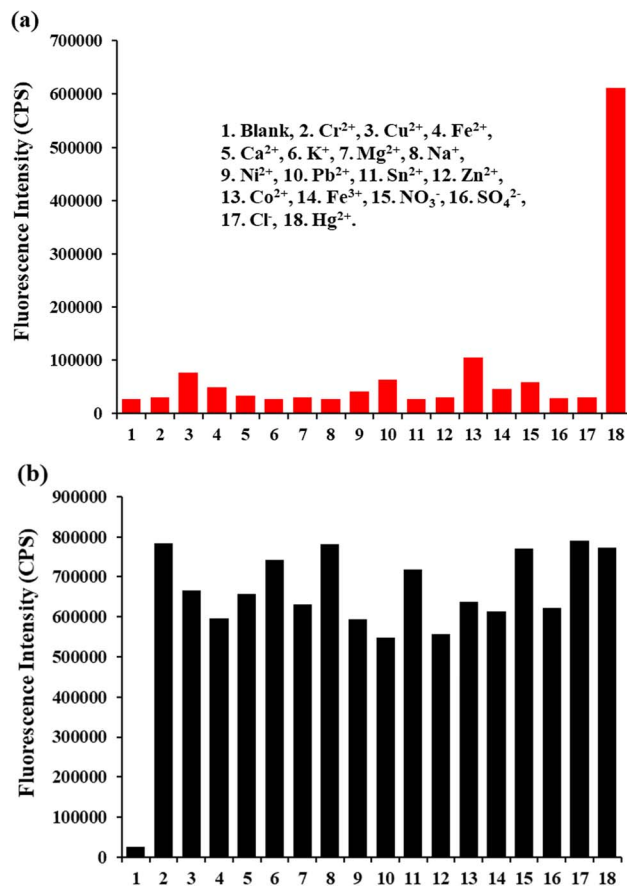 (a)
700000
600000
500000
400000
300000
200000
100000
0
Fluorescence Intensity (CPS)
1. Blank, 2. Cr²⁺, 3. Cu²⁺, 4. Fe²⁺,
5. Ca²⁺, 6. K⁺, 7. Mg²⁺, 8. Na⁺,
9. Ni²⁺, 10. Pb²⁺, 11. Sn²⁺, 12. Zn²⁺,
13. Co²⁺, 14. Fe³⁺, 15. NO₃⁻, 16. SO₄²⁻,
17. Cl⁻, 18. Hg²⁺.
1 2 3 4 5 6 7 8 9 10 11 12 13 14 15 16 17 18
(b)
900000
800000
700000
600000
500000
400000
300000
200000
100000
0
Fluorescence Intensity (CPS)
1 2 3 4 5 6 7 8 9 10 11 12 13 14 15 16 17 18